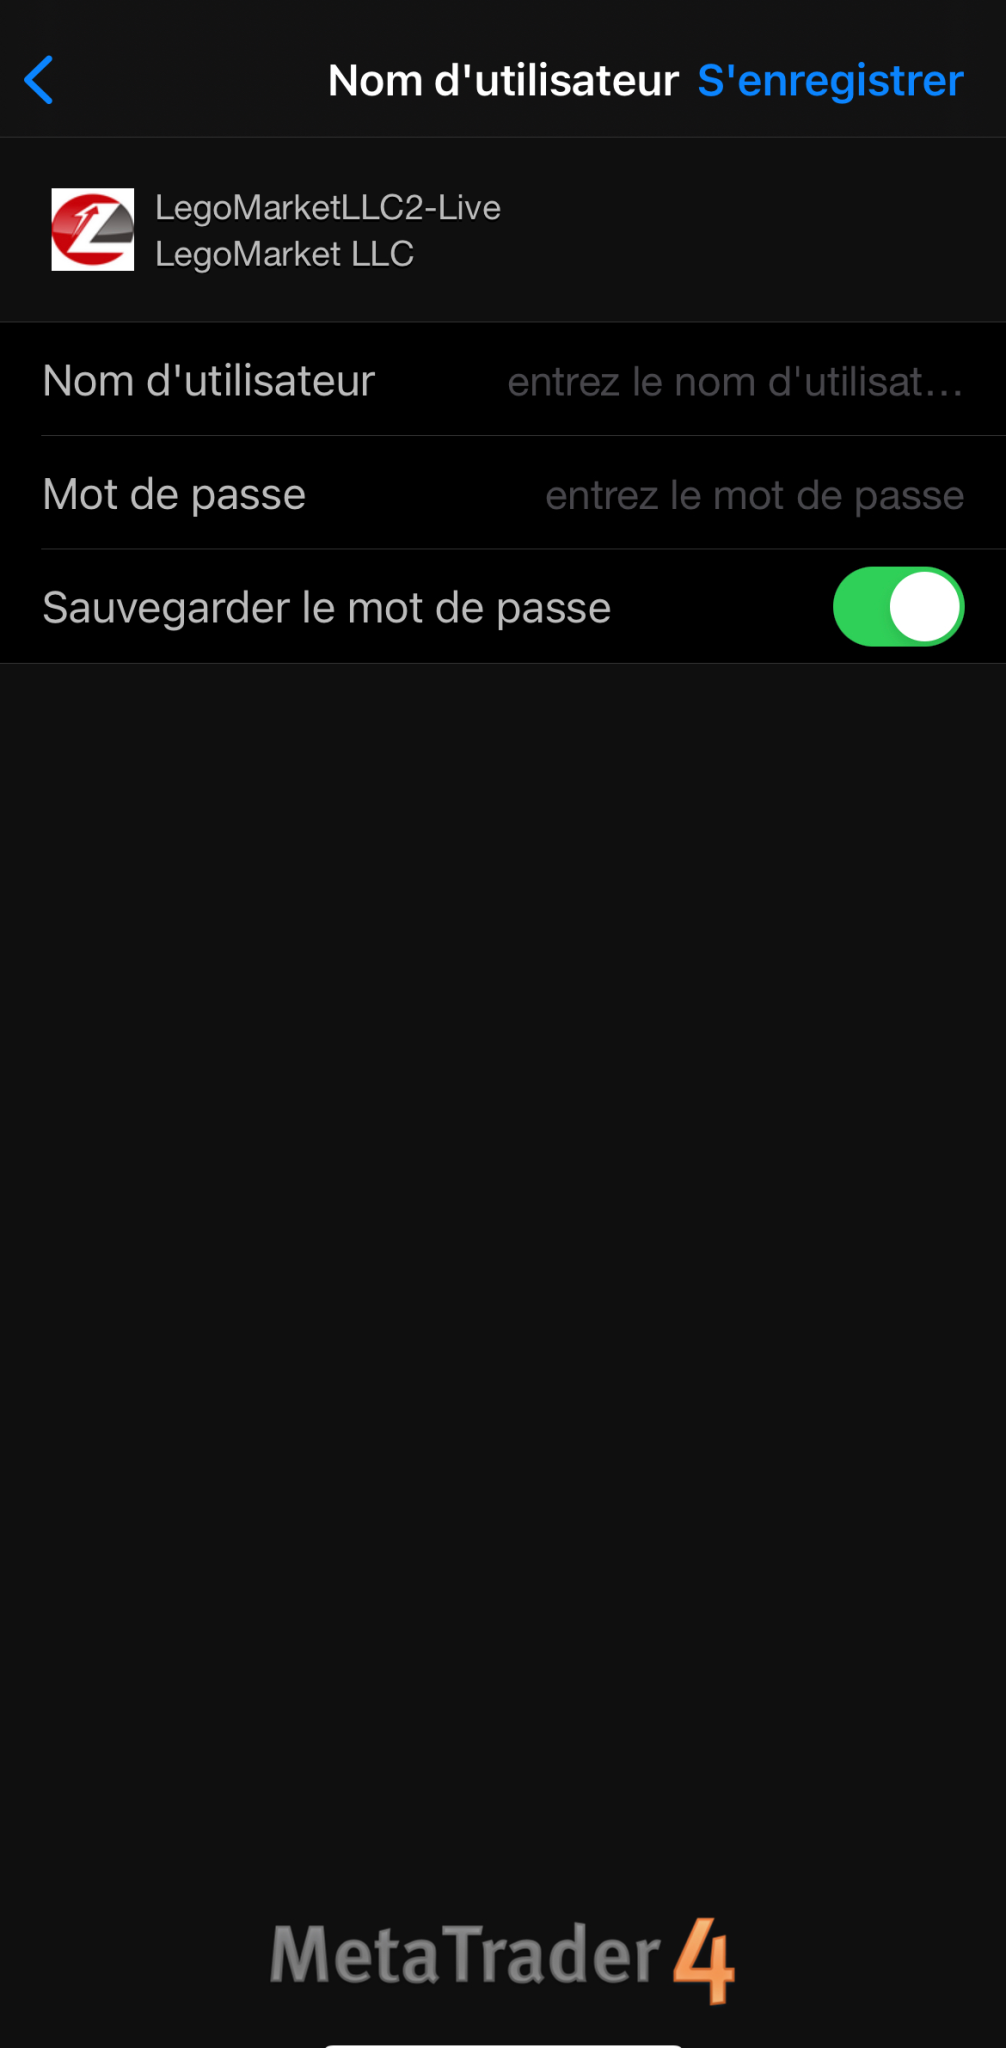 Nom d'utilisateur S'enregistrer
LegoMarketLLC2-Live
LegoMarket LLC
Nom d'utilisateur entrez le nom d'utilisat...
Mot de passe entrez le mot de passe
Sauvegarder le mot de passe
MetaTrader 4